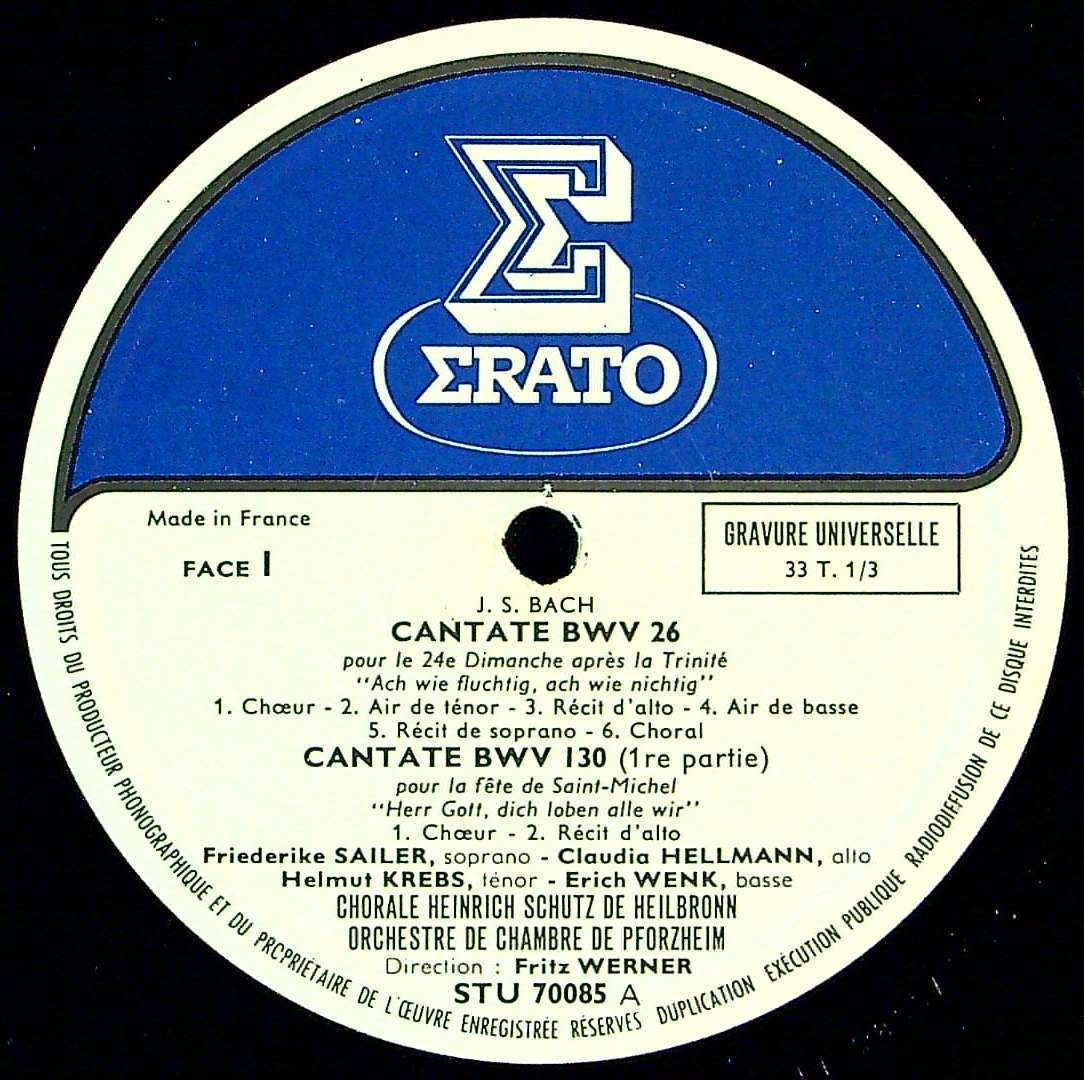 Σ
ΣRATO
Made in France
FACE I
GRAVURE UNIVERSELLE
33 T. 1/3
J. S. BACH
CANTATE BWV 26
pour le 24e Dimanche après la Trinité
"Ach wie fluchtig, ach wie nichtig"
1. Chœur - 2. Air de ténor - 3. Récit d'alto - 4. Air de basse
5. Récit de soprano - 6. Choral
CANTATE BWV 130 (1re partie)
pour la fête de Saint-Michel
"Herr Gott, dich loben alle wir"
1. Chœur - 2. Récit d'alto
Friederike SAILER, soprano - Claudia HELLMANN, alto
Helmut KREBS, ténor - Erich WENK, basse
CHORALE HEINRICH SCHUTZ DE HEILBRONN
ORCHESTRE DE CHAMBRE DE PFORZHEIM
Direction : Fritz WERNER
STU 70085 A
TOUS DROITS DU PRODUCTEUR PHONOGRAPHIQUE ET DU PROPRIÉTAIRE DE L'ŒUVRE ENREGISTRÉE RÉSERVÉS DUPLICATION EXÉCUTION PUBLIQUE RADIODIFFUSION DE CE DISQUE INTERDITES